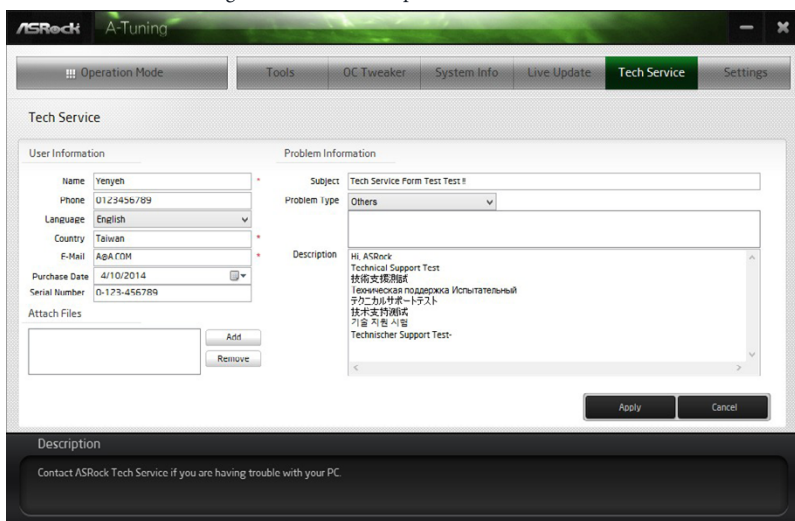 ASRock A-Tuning
Operation Mode Tools OC Tweaker System Info Live Update Tech Service Settings
Tech Service
User Information
Name Yenyeh *
Phone 0123456789
Language English
Country Taiwan *
E-Mail A@A.COM *
Purchase Date 4/10/2014
Serial Number 0-123-456789
Attach Files
Add
Remove
Problem Information
Subject Tech Service Form Test Test !!
Problem Type Others
Description
Hi, ASRock
Technical Support Test
技術支援測試
Техническая поддержка Испытательный
テクニカルサポートテスト
技术支持测试
기술 지원 시험
Technischer Support Test-
Apply Cancel
Description
Contact ASRock Tech Service if you are having trouble with your PC.